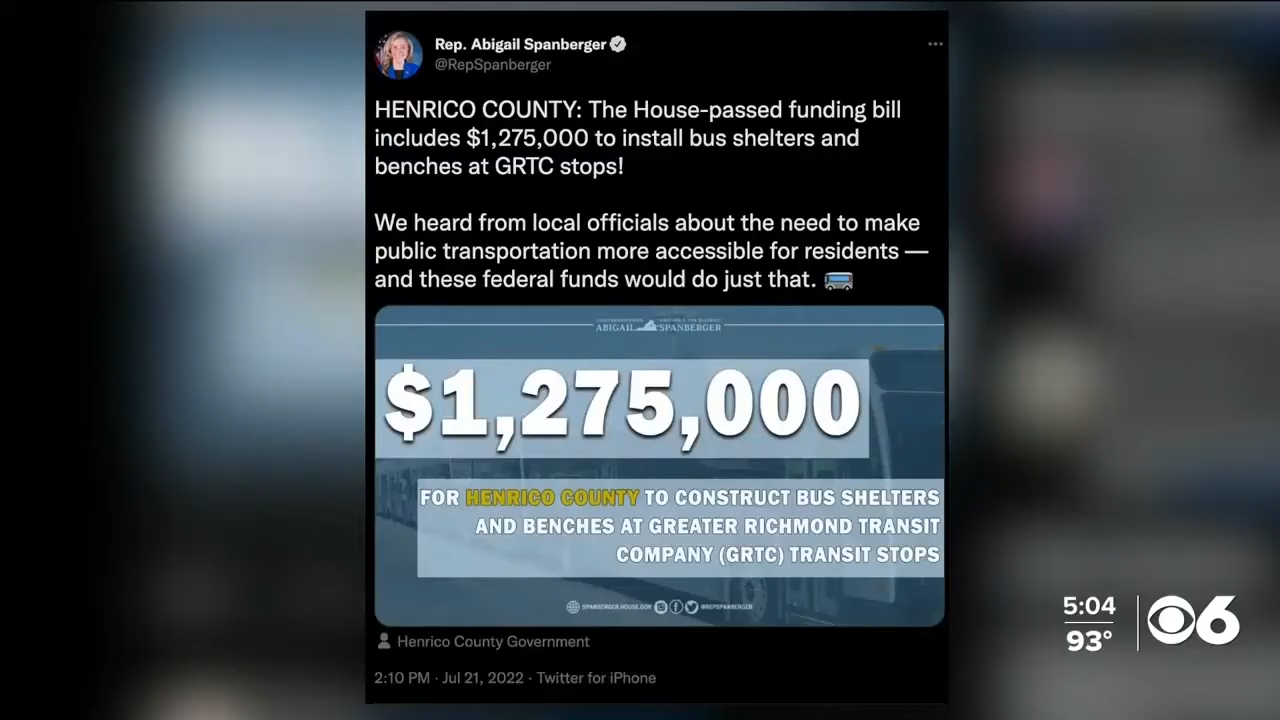 Rep. Abigail Spanberger
@RepSpanberger
HENRICO COUNTY: The House-passed funding bill
includes $1,275,000 to install bus shelters and
benches at GRTC stops!
We heard from local officials about the need to make
public transportation more accessible for residents —
and these federal funds would do just that.
ABIGAIL SPANBERGER
$1,275,000
FOR HENRICO COUNTY TO CONSTRUCT BUS SHELTERS
AND BENCHES AT GREATER RICHMOND TRANSIT
COMPANY (GRTC) TRANSIT STOPS
SPANBERGER.HOUSE.GOV @REPSPANBERGER
Henrico County Government
2:10 PM · Jul 21, 2022 · Twitter for iPhone
5:04
93°
6